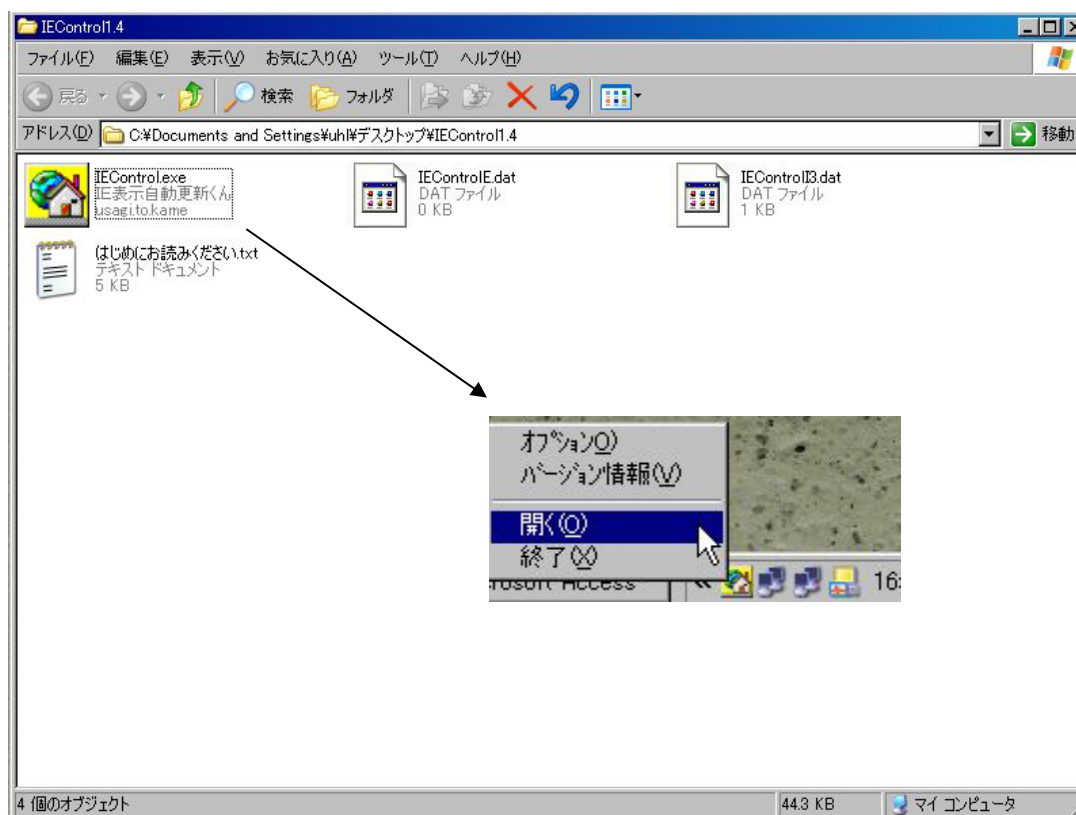 IEControl1.4
ファイル(F) 編集(E) 表示(V) お気に入り(A) ツール(T) ヘルプ(H)
戻る 検索 フォルダ
アドレス(D) C:¥Documents and Settings¥uhl¥デスクトップ¥IEControl1.4 移動
IEControl.exe
IE表示自動更新くん
usagi.to.kame
IEControlE.dat
DAT ファイル
0 KB
IEControlI3.dat
DAT ファイル
1 KB
はじめにお読みください.txt
テキスト ドキュメント
5 KB
オプションO)
バージョン情報(V)
開く(O)
終了(X)
rosoft Access « 16:
4 個のオブジェクト 44.3 KB マイ コンピュータ